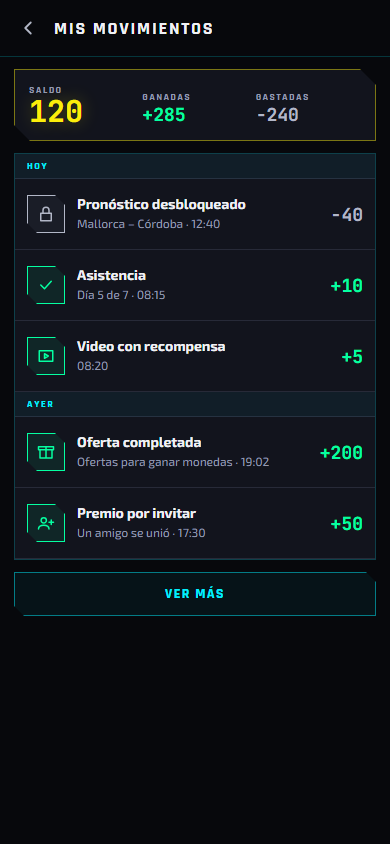 MIS MOVIMIENTOS
SALDO
120
GANADAS
+285
GASTADAS
-240
HOY
Pronóstico desbloqueado
Mallorca – Córdoba · 12:40
-40
Asistencia
Día 5 de 7 · 08:15
+10
Video con recompensa
08:20
+5
AYER
Oferta completada
Ofertas para ganar monedas · 19:02
+200
Premio por invitar
Un amigo se unió · 17:30
+50
VER MÁS